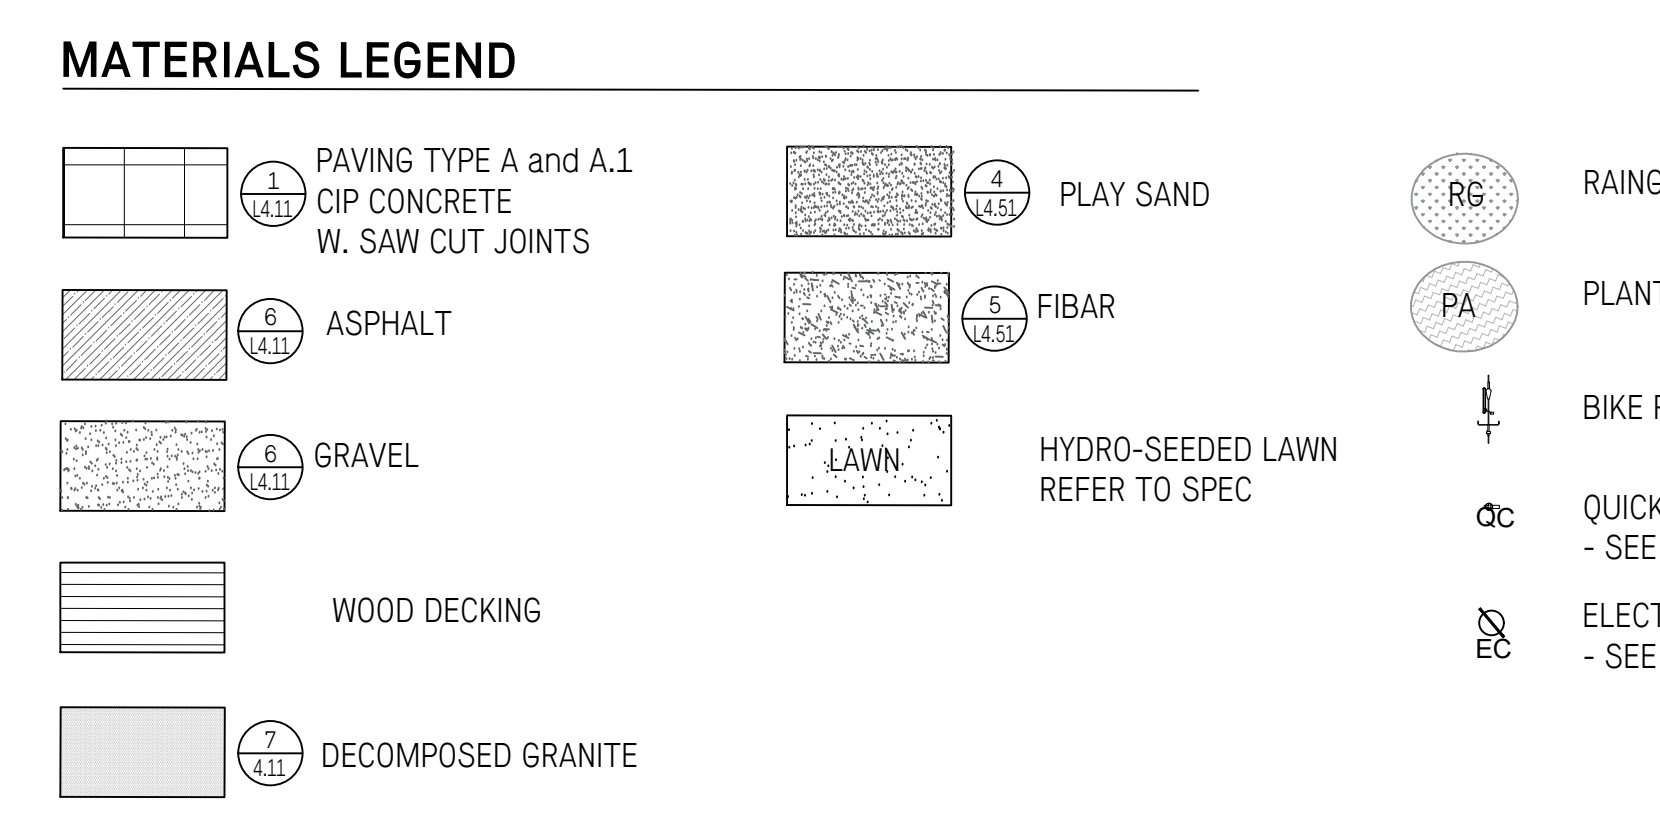 MATERIALS LEGEND
1
L4.11
PAVING TYPE A and A.1
CIP CONCRETE
W. SAW CUT JOINTS
6
L4.11
ASPHALT
6
L4.11
GRAVEL
WOOD DECKING
7
4.11
DECOMPOSED GRANITE
4
L4.51
PLAY SAND
5
L4.51
FIBAR
LAWN
HYDRO-SEEDED LAWN
REFER TO SPEC
RG
RAING
PA
PLANT
BIKE
QC
QUICK
- SEE
EC
ELECT
- SEE